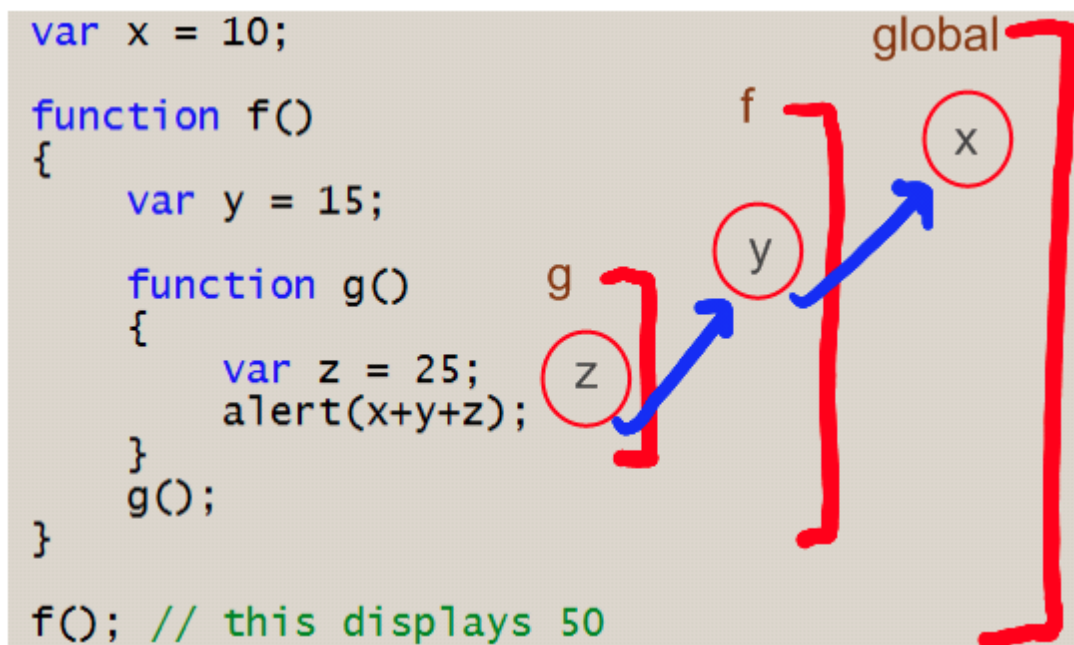 var x = 10;
global
function f()
f
x
{
var y = 15;
y
function g()
g
{
var z = 25;
z
alert(x+y+z);
}
g();
}
f(); // this displays 50